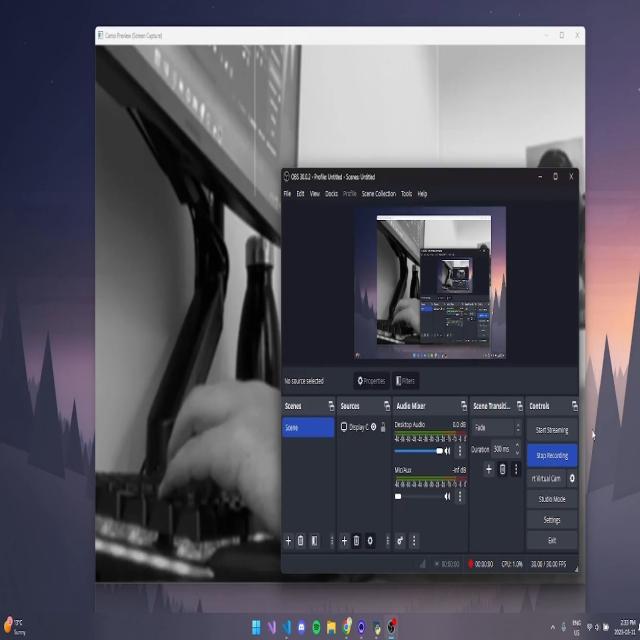 Camo Preview (Screen Capture)
OBS 30.0.2 - Profile: Untitled - Scenes: Untitled
File Edit View Docks Profile Scene Collection Tools Help
No source selected
Properties
Filters
Scenes
Sources
Audio Mixer
Scene Transiti...
Controls
Scene
Display C
Desktop Audio 0.0 dB
Mic/Aux -inf dB
Fade
Duration 300 ms
Start Streaming
Stop Recording
rt Virtual Cam
Studio Mode
Settings
Exit
00:00:00
00:00:00
CPU: 1.0%
30.00 / 30.00 FPS
Sunny
ENG
US
2:33 PM